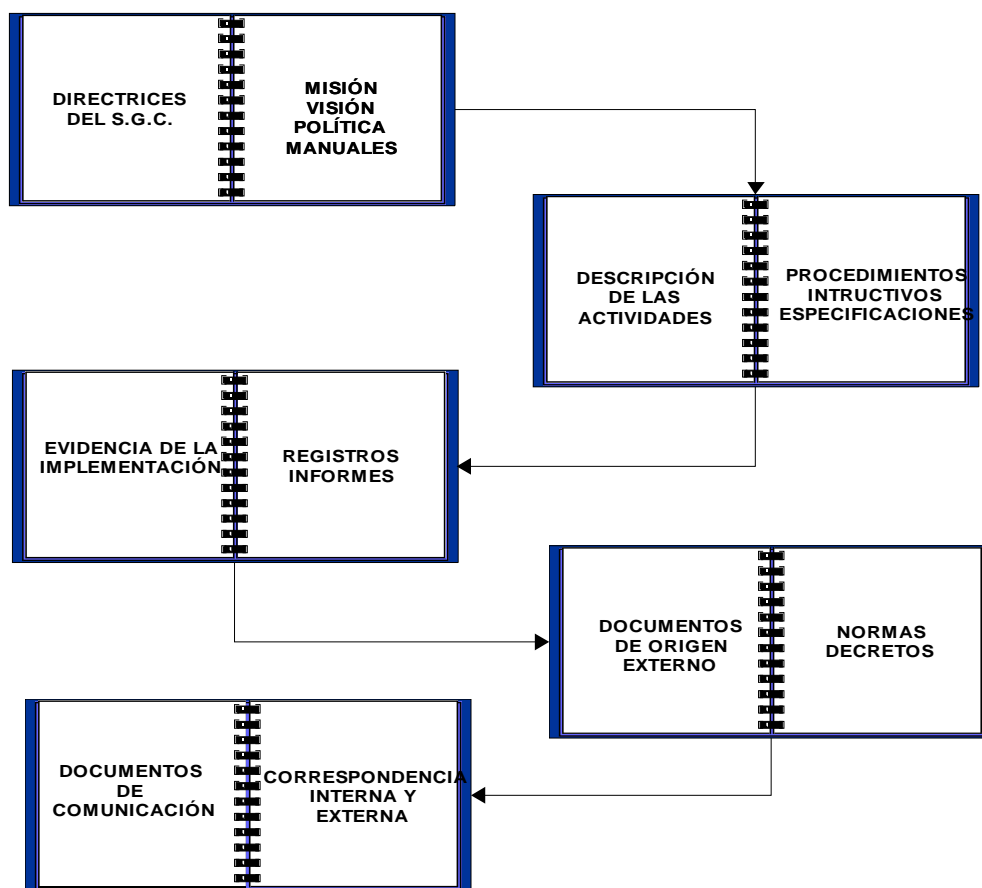 DIRECTRICES
DEL S.G.C.
MISIÓN
VISIÓN
POLÍTICA
MANUALES
DESCRIPCIÓN
DE LAS
ACTIVIDADES
PROCEDIMIENTOS
INTRUCTIVOS
ESPECIFICACIONES
EVIDENCIA DE LA
IMPLEMENTACIÓN
REGISTROS
INFORMES
DOCUMENTOS
DE ORIGEN
EXTERNO
NORMAS
DECRETOS
DOCUMENTOS
DE
COMUNICACIÓN
CORRESPONDENCIA
INTERNA Y
EXTERNA